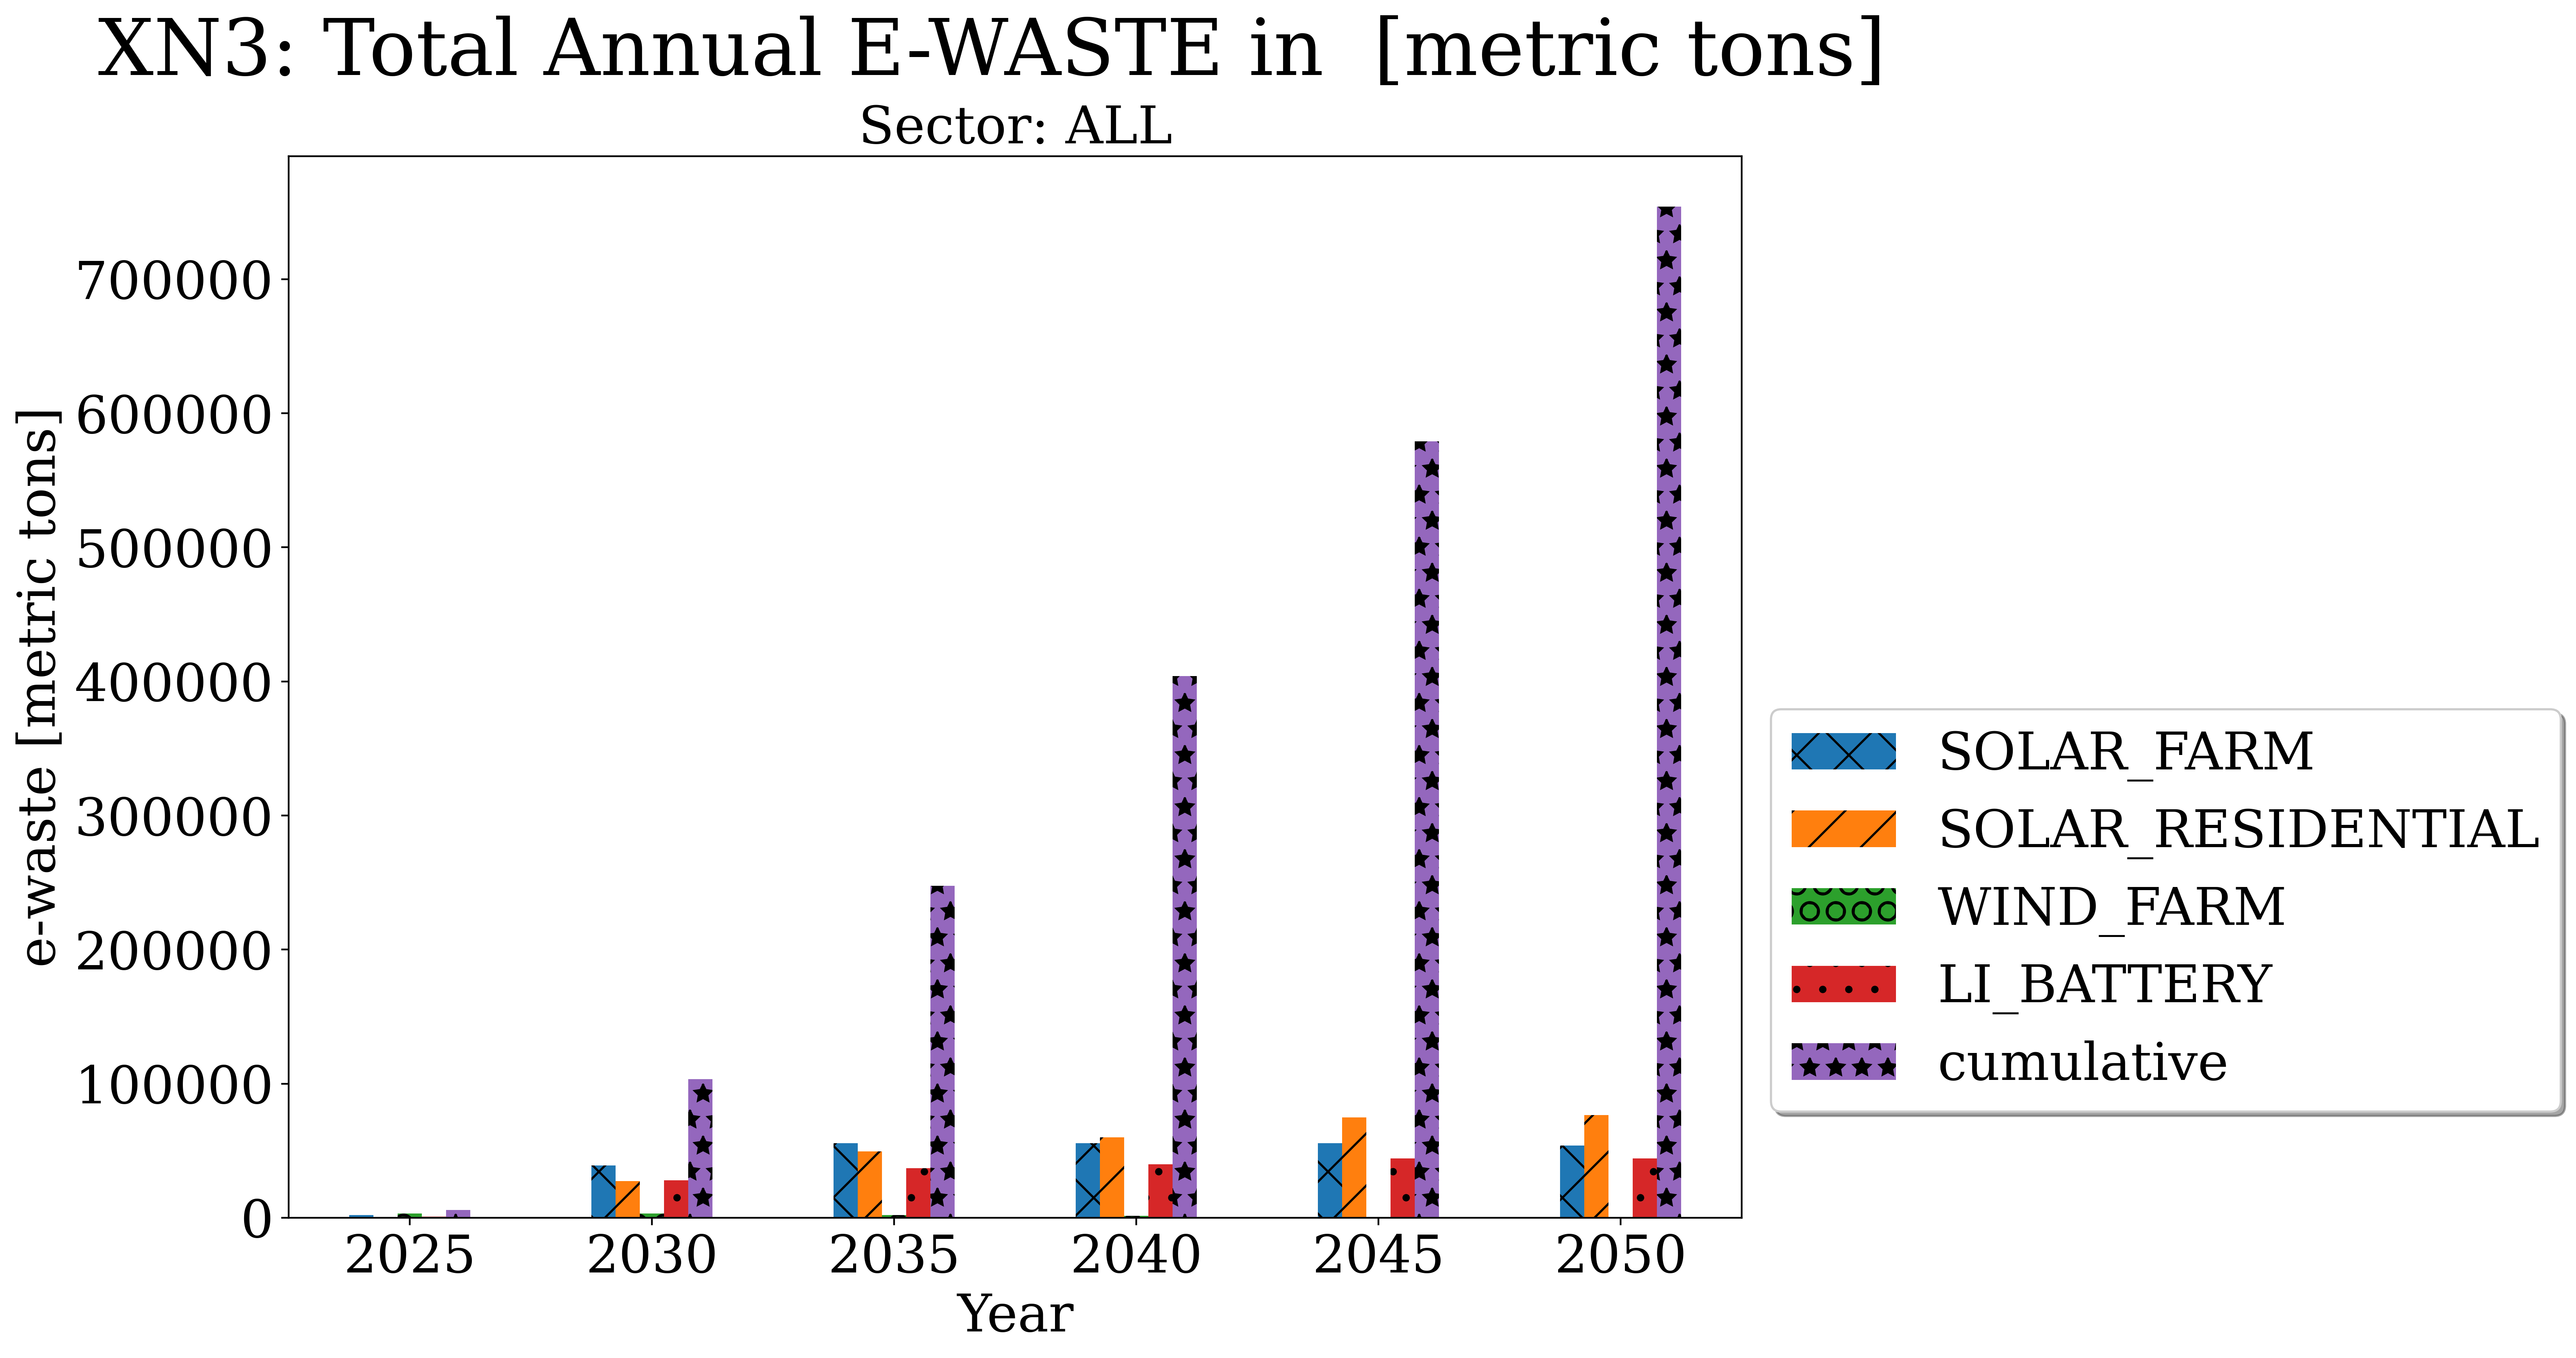 XN3: Total Annual E-WASTE in  [metric tons]
Sector: ALL
e-waste [metric tons]
700000
600000
500000
400000
300000
200000
100000
0
2025 2030 2035 2040 2045 2050
Year
SOLAR_FARM
SOLAR_RESIDENTIAL
WIND_FARM
LI_BATTERY
cumulative